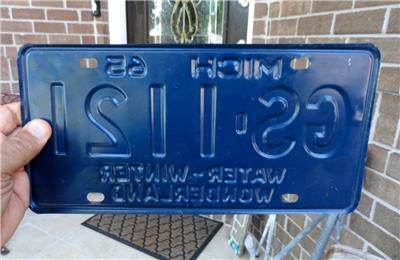 MICH 65
GS-1121
WATER-WINTER
WONDERLAND